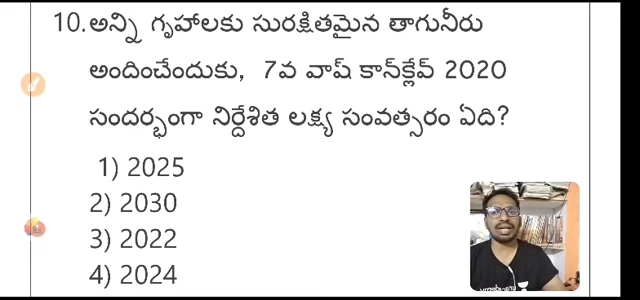 10. అన్ని గృహాలకు సురక్షితమైన తాగునీరు
అందించేందుకు, 7వ వాష్ కాన్‌క్లేవ్ 2020
సందర్భంగా నిర్దేశిత లక్ష్య సంవత్సరం ఏది?
1) 2025
2) 2030
3) 2022
4) 2024